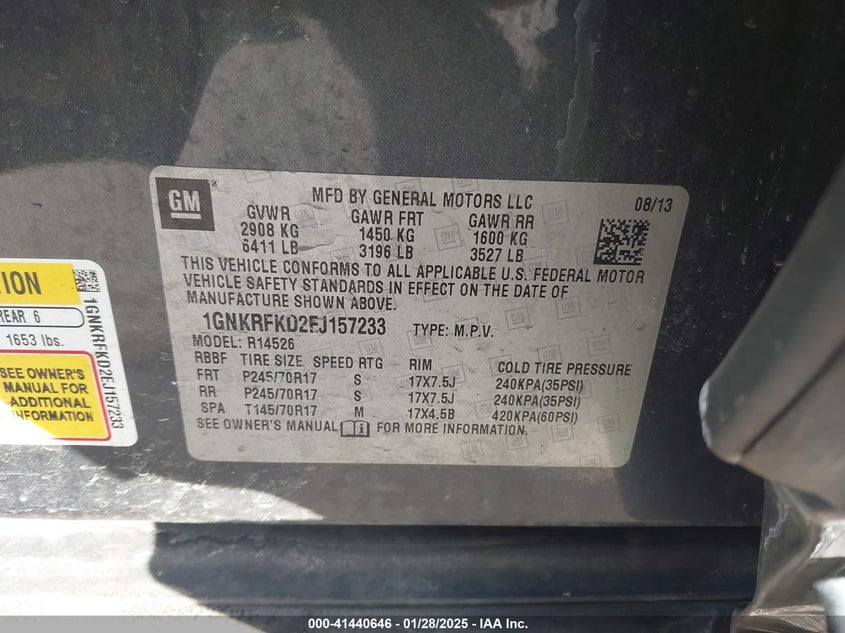 GM
MFD BY GENERAL MOTORS LLC 08/13
GVWR GAWR FRT GAWR RR
2908 KG 1450 KG 1600 KG
6411 LB 3196 LB 3527 LB
THIS VEHICLE CONFORMS TO ALL APPLICABLE U.S. FEDERAL MOTOR
VEHICLE SAFETY STANDARDS IN EFFECT ON THE DATE OF
MANUFACTURE SHOWN ABOVE.
1GNKRFKD2EJ157233 TYPE: M.P.V.
MODEL: R14526
RBBF TIRE SIZE SPEED RTG RIM COLD TIRE PRESSURE
FRT P245/70R17 S 17X7.5J 240KPA(35PSI)
RR P245/70R17 S 17X7.5J 240KPA(35PSI)
SPA T145/70R17 M 17X4.5B 420KPA(60PSI)
SEE OWNER'S MANUAL FOR MORE INFORMATION.
REAR 6
1653 lbs.
SEE OWNER'S
MANUAL FOR
ADDITIONAL
INFORMATION
1GNKRFKD2EJ157233
000-41440646 / 01/28/2025 - IAA Inc.